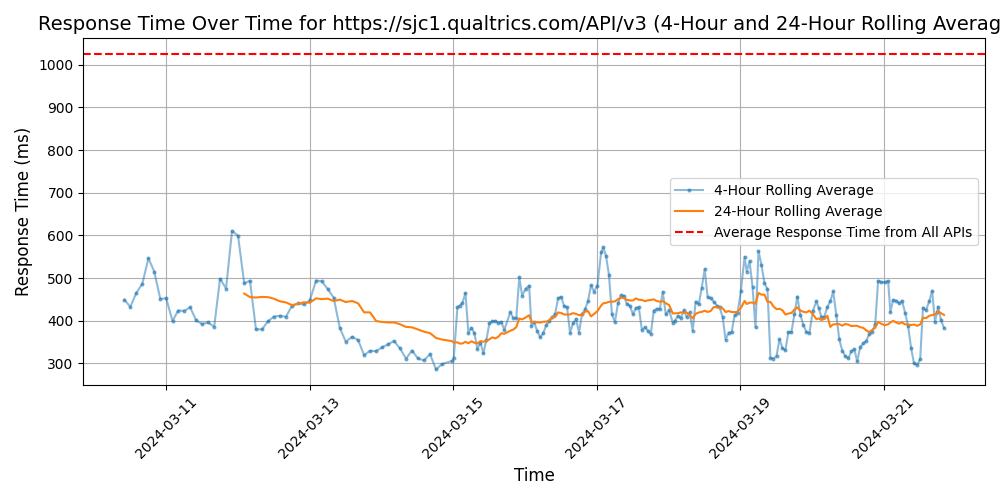 Response Time Over Time for https://sjc1.qualtrics.com/API/v3 (4-Hour and 24-Hour Rolling Averag
Response Time (ms)
1000
900
800
700
600
500
400
300
4-Hour Rolling Average
24-Hour Rolling Average
Average Response Time from All APIs
2024-03-11
2024-03-13
2024-03-15
2024-03-17
2024-03-19
2024-03-21
Time